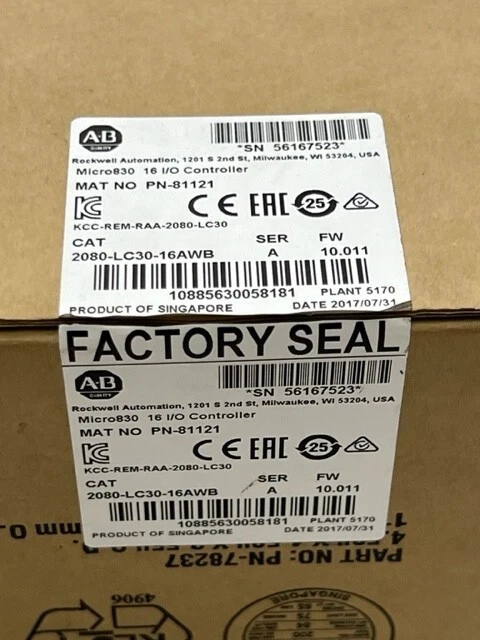 A-B
QUALITY
*SN 56167523*
Rockwell Automation, 1201 S 2nd St, Milwaukee, WI 53204, USA
Micro830 16 I/O Controller
MAT NO PN-81121
CE EAC 25
KCC-REM-RAA-2080-LC30
CAT SER FW
2080-LC30-16AWB A 10.011
10885630058181 PLANT 5170
PRODUCT OF SINGAPORE DATE 2017/07/31
FACTORY SEAL
A-B
QUALITY
*SN 56167523*
Rockwell Automation, 1201 S 2nd St, Milwaukee, WI 53204, USA
Micro830 16 I/O Controller
MAT NO PN-81121
CE EAC 25
KCC-REM-RAA-2080-LC30
CAT SER FW
2080-LC30-16AWB A 10.011
10885630058181 PLANT 5170
PRODUCT OF SINGAPORE DATE 2017/07/31
PART NO: PN-78237
4906
SINGAPORE